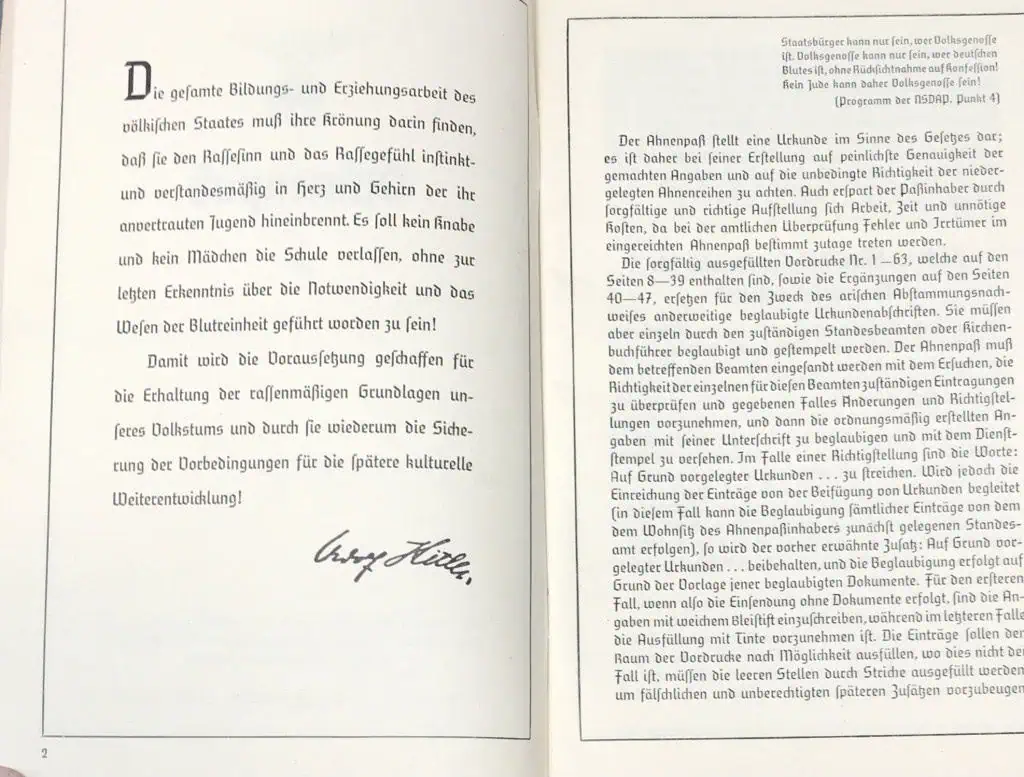 Die gesamte Bildungs- und Erziehungsarbeit des
völkischen Staates muß ihre Krönung darin finden,
daß sie den Rassesinn und das Rassegefühl instinkt-
und verstandesmäßig in Herz und Gehirn der ihr
anvertrauten Jugend hineinbrennt. Es soll kein Knabe
und kein Mädchen die Schule verlassen, ohne zur
letzten Erkenntnis über die Notwendigkeit und das
Wesen der Blutreinheit geführt worden zu sein!
Damit wird die Voraussetzung geschaffen für
die Erhaltung der rassenmäßigen Grundlagen un-
seres Volkstums und durch sie wiederum die Siche-
rung der Vorbedingungen für die spätere kulturelle
Weiterentwicklung!
Adolf Hitler.
2
Staatsbürger kann nur sein, wer Volksgenosse
ist. Volksgenosse kann nur sein, wer deutschen
Blutes ist, ohne Rücksichtnahme auf Konfession!
Kein Jude kann daher Volksgenosse sein!
(Programm der NSDAP. Punkt 4)
Der Ahnenpaß stellt eine Urkunde im Sinne des Gesetzes dar;
es ist daher bei seiner Erstellung auf peinlichste Genauigkeit der
gemachten Angaben und auf die unbedingte Richtigkeit der nieder-
gelegten Ahnenreihen zu achten. Auch erspart der Paßinhaber durch
sorgfältige und richtige Aufstellung sich Arbeit, Zeit und unnötige
Kosten, da bei der amtlichen Überprüfung Fehler und Irrtümer im
eingereichten Ahnenpaß bestimmt zutage treten werden.
Die sorgfältig ausgefüllten Vordrucke Nr. 1—63, welche auf den
Seiten 8—39 enthalten sind, sowie die Ergänzungen auf den Seiten
40—47, ersetzen für den Zweck des arischen Abstammungsnach-
weises anderweitige beglaubigte Urkundenabschriften. Sie müssen
aber einzeln durch den zuständigen Standesbeamten oder Kirchen-
buchführer beglaubigt und gestempelt werden. Der Ahnenpaß muß
dem betreffenden Beamten eingesandt werden mit dem Ersuchen, die
Richtigkeit der einzelnen für diesen Beamten zuständigen Eintragungen
zu überprüfen und gegebenen Falles Änderungen und Richtigstel-
lungen vorzunehmen, und dann die ordnungsmäßig erstellten An-
gaben mit seiner Unterschrift zu beglaubigen und mit dem Dienst-
stempel zu versehen. Im Falle einer Richtigstellung sind die Worte:
Auf Grund vorgelegter Urkunden . . . zu streichen. Wird jedoch die
Einreichung der Einträge von der Beifügung von Urkunden begleitet
(in diesem Fall kann die Beglaubigung sämtlicher Einträge von dem
dem Wohnsitz des Ahnenpaßinhabers zunächst gelegenen Standes-
amt erfolgen), so wird der vorher erwähnte Zusatz: Auf Grund vor-
gelegter Urkunden . . . beibehalten, und die Beglaubigung erfolgt auf
Grund der Vorlage jener beglaubigten Dokumente. Für den ersteren
Fall, wenn also die Einsendung ohne Dokumente erfolgt, sind die An-
gaben mit weichem Bleistift einzuschreiben, während im letzteren Falle
die Ausfüllung mit Tinte vorzunehmen ist. Die Einträge sollen den
Raum der Vordrucke nach Möglichkeit ausfüllen, wo dies nicht der
Fall ist, müssen die leeren Stellen durch Striche ausgefüllt werden
um fälschlichen und unberechtigten späteren Zusätzen vorzubeugen